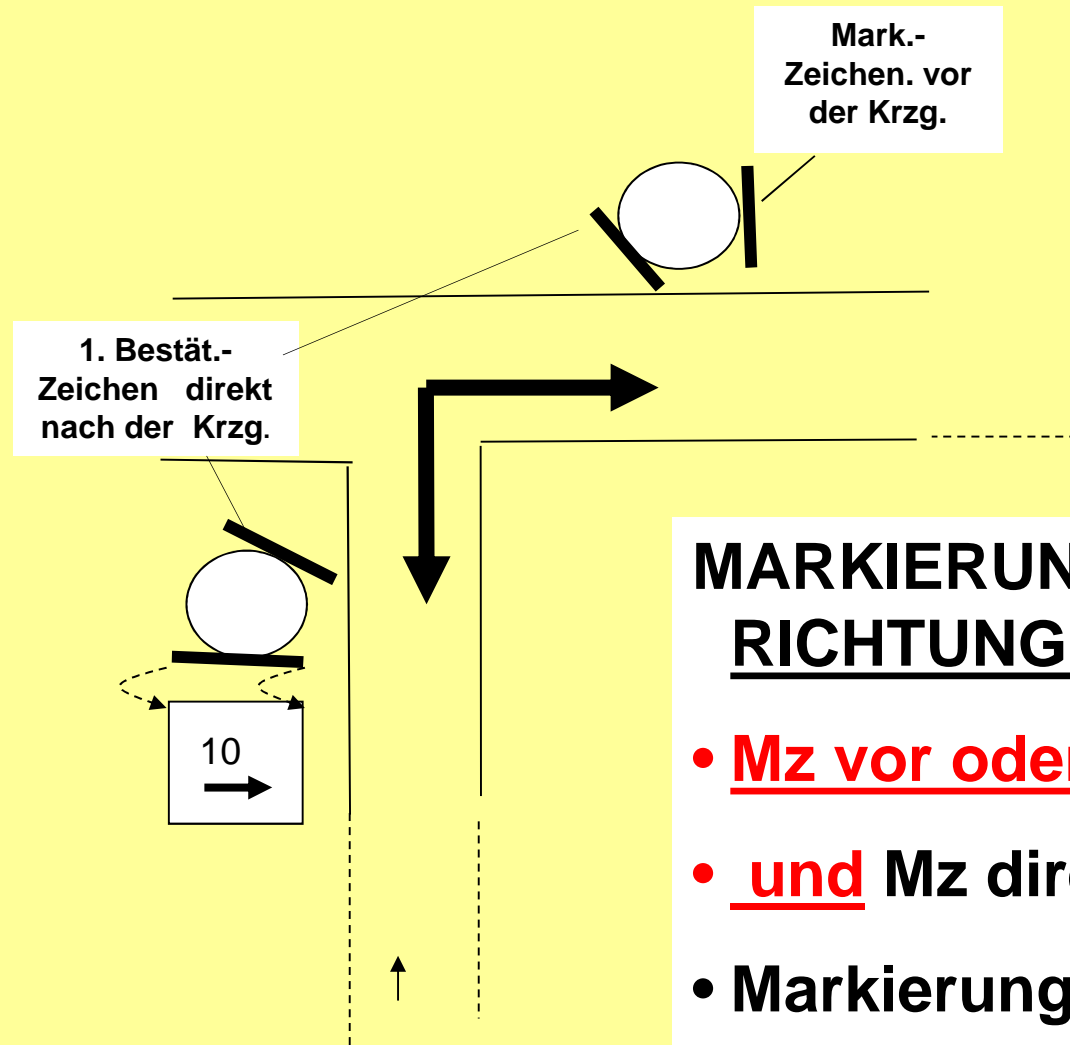 Mark.-
Zeichen. vor
der Krzg.
1. Bestät.-
Zeichen direkt
nach der Krzg.
10
MARKIERUN
RICHTUNG
• Mz vor oder
• und Mz dire
• Markierung